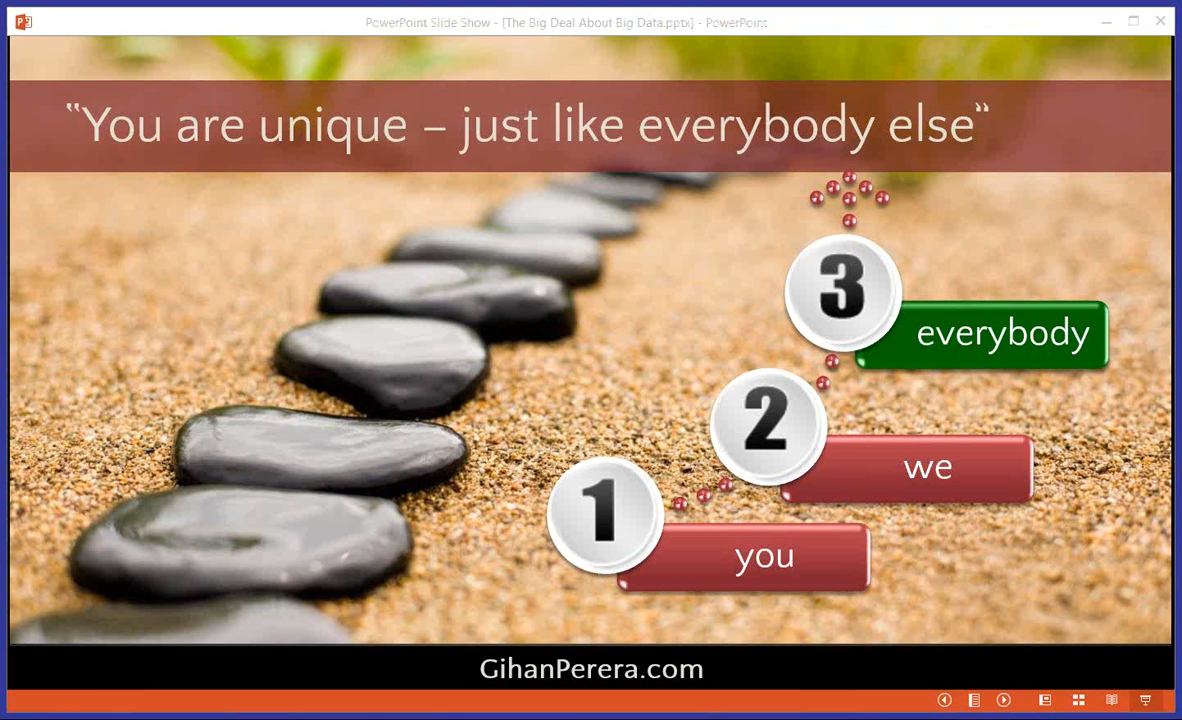 PowerPoint Slide Show - [The Big Deal About Big Data.pptx] - PowerPoint
“You are unique – just like everybody else“
3
everybody
2
we
1
you
GihanPerera.com